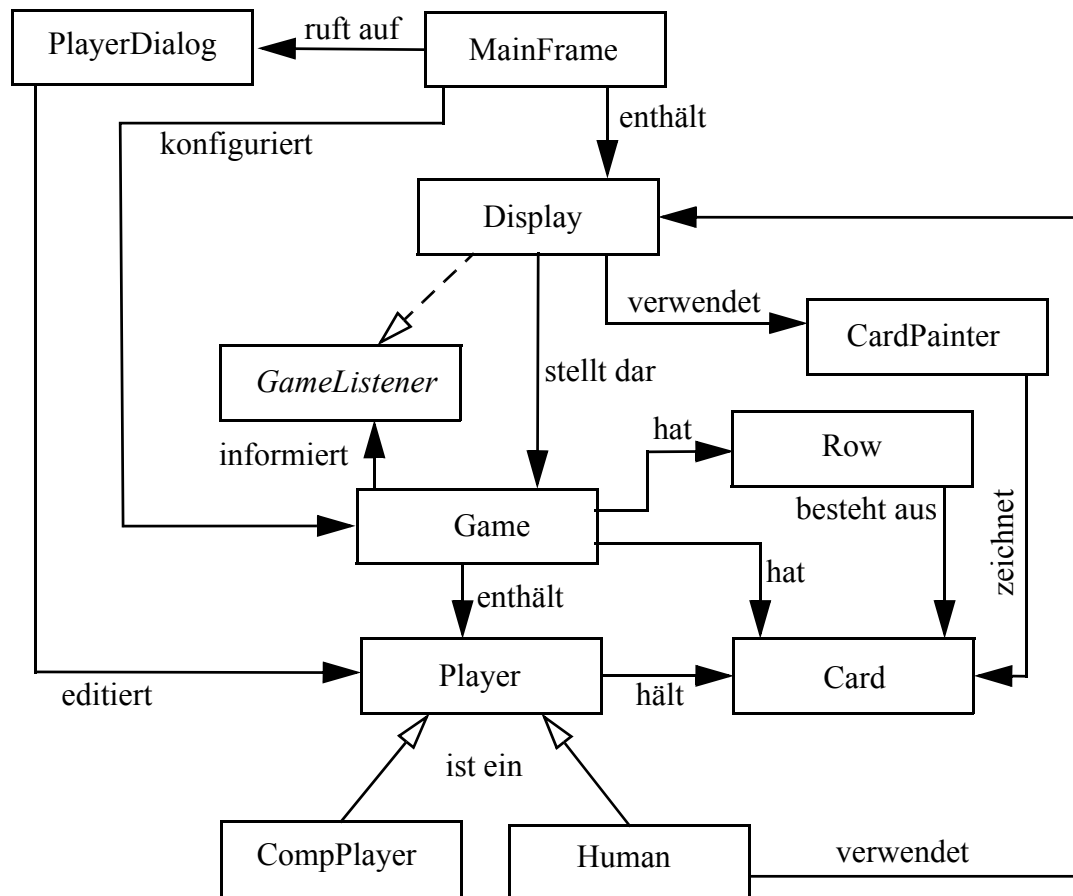 PlayerDialog
ruft auf
MainFrame
konfiguriert
enthält
Display
verwendet
CardPainter
GameListener
stellt dar
informiert
hat
Row
besteht aus
zeichnet
Game
hat
enthält
Player
hält
Card
editiert
ist ein
CompPlayer
Human
verwendet